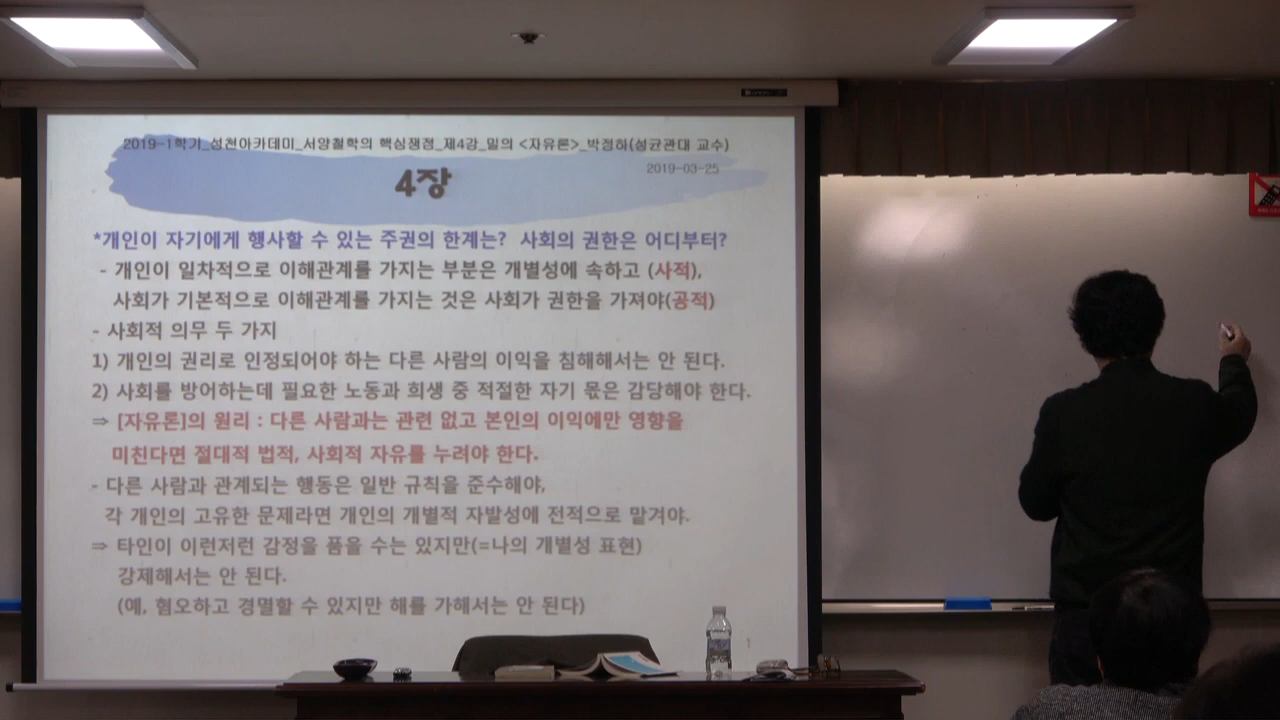 2019-1학기_성천아카데미_서양철학의 핵심쟁점_제4강_밀의 <자유론>_박정하(성균관대 교수)
2019-03-25
4장
*개인이 자기에게 행사할 수 있는 주권의 한계는? 사회의 권한은 어디부터?
- 개인이 일차적으로 이해관계를 가지는 부분은 개별성에 속하고 (사적),
사회가 기본적으로 이해관계를 가지는 것은 사회가 권한을 가져야(공적)
- 사회적 의무 두 가지
1) 개인의 권리로 인정되어야 하는 다른 사람의 이익을 침해해서는 안 된다.
2) 사회를 방어하는데 필요한 노동과 희생 중 적절한 자기 몫은 감당해야 한다.
⇒ [자유론]의 원리 : 다른 사람과는 관련 없고 본인의 이익에만 영향을
미친다면 절대적 법적, 사회적 자유를 누려야 한다.
- 다른 사람과 관계되는 행동은 일반 규칙을 준수해야,
각 개인의 고유한 문제라면 개인의 개별적 자발성에 전적으로 맡겨야.
⇒ 타인이 이런저런 감정을 품을 수는 있지만(=나의 개별성 표현)
강제해서는 안 된다.
(예, 혐오하고 경멸할 수 있지만 해를 가해서는 안 된다)